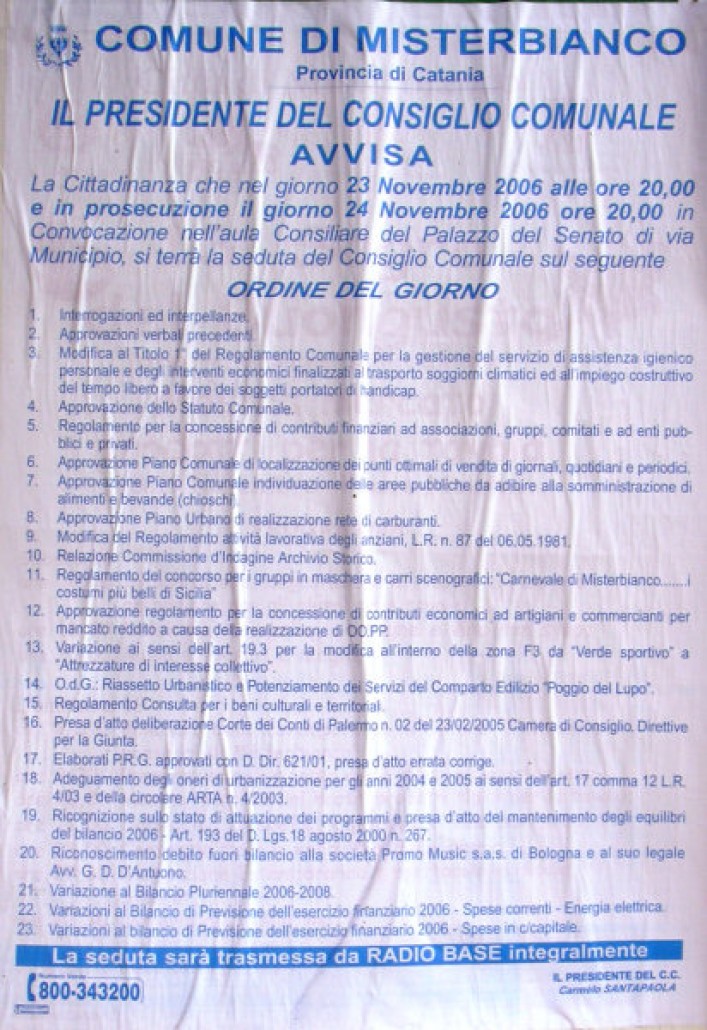 COMUNE DI MISTERBIANCO
Provincia di Catania
IL PRESIDENTE DEL CONSIGLIO COMUNALE
AVVISA
La Cittadinanza che nel giorno 23 Novembre 2006 alle ore 20,00
e in prosecuzione il giorno 24 Novembre 2006 ore 20,00 in
Convocazione nell'aula Consiliare del Palazzo del Senato di via
Municipio, si terrà la seduta del Consiglio Comunale sul seguente
ORDINE DEL GIORNO
1. Interrogazioni ed interpellanze.
2. Approvazioni verbali precedenti.
3. Modifica al Titolo 1° del Regolamento Comunale per la gestione del servizio di assistenza igienico
personale e degli interventi economici finalizzati al trasporto soggiorni climatici ed all'impiego costruttivo
del tempo libero a favore dei soggetti portatori di handicap.
4. Approvazione dello Statuto Comunale.
5. Regolamento per la concessione di contributi finanziari ad associazioni, gruppi, comitati e ad enti pub-
blici e privati.
6. Approvazione Piano Comunale di localizzazione dei punti ottimali di vendita di giornali, quotidiani e periodici.
7. Approvazione Piano Comunale individuazione delle aree pubbliche da adibire alla somministrazione di
alimenti e bevande (chioschi)
8. Approvazione Piano Urbano di realizzazione rete di carburanti.
9. Modifica del Regolamento attività lavorativa degli anziani, L.R. n. 87 del 06.05.1981.
10. Relazione Commissione d'Indagine Archivio Storico.
11. Regolamento del concorso per i gruppi in maschera e carri scenografici: "Carnevale di Misterbianco.......i
costumi più belli di Sicilia"
12. Approvazione regolamento per la concessione di contributi economici ad artigiani e commercianti per
mancato reddito a causa della realizzazione di OO.PP.
13. Variazione ai sensi dell'art. 19.3 per la modifica all'interno della zona F3 da "Verde sportivo" a
"Attrezzature di interesse collettivo".
14. O.d.G.: Riassetto Urbanistico e Potenziamento dei Servizi del Comparto Edilizio "Poggio del Lupo".
15. Regolamento Consulta per i beni culturali e territoriali.
16. Presa d'atto deliberazione Corte dei Conti di Palermo n. 02 del 23/02/2005 Camera di Consiglio. Direttive
per la Giunta.
17. Elaborati P.R.G. approvati con D. Dir. 621/01, presa d'atto errata corrige.
18. Adeguamento degli oneri di urbanizzazione per gli anni 2004 e 2005 ai sensi dell'art. 17 comma 12 L.R.
4/03 e della circolare ARTA n. 4/2003.
19. Ricognizione sullo stato di attuazione dei programmi e presa d'atto del mantenimento degli equilibri
del bilancio 2006 - Art. 193 del D. Lgs.18 agosto 2000 n. 267.
20. Riconoscimento debito fuori bilancio alla società Promo Music s.a.s. di Bologna e al suo legale
Avv. G. D. D'Antuono.
21. Variazione al Bilancio Pluriennale 2006-2008.
22. Variazioni al Bilancio di Previsione dell'esercizio finanziario 2006 - Spese correnti - Energia elettrica.
23. Variazioni al bilancio di Previsione dell'esercizio finanziario 2006 - Spese in c/capitale.
La seduta sarà trasmessa da RADIO BASE integralmente
Numero Verde
800-343200
IL PRESIDENTE DEL C.C.
Carmelo SANTAPAOLA